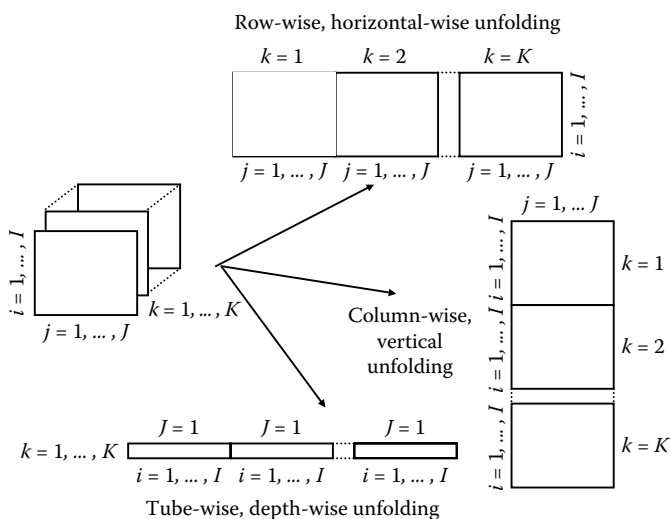 Row-wise, horizontal-wise unfolding
k = 1 k = 2 k = K
i = 1, ... , I
j = 1, ... , J j = 1, ... , J j = 1, ... , J
i = 1, ... , I
j = 1, ... , J
k = 1, ... , K
Column-wise,
vertical
unfolding
j = 1, ... J
i = 1, ... , I
k = 1
i = 1, ... , I
k = 2
i = 1, ... , I
k = K
J = 1 J = 1 J = 1
k = 1, ... , K
i = 1, ... , I i = 1, ... , I i = 1, ... , I
Tube-wise, depth-wise unfolding